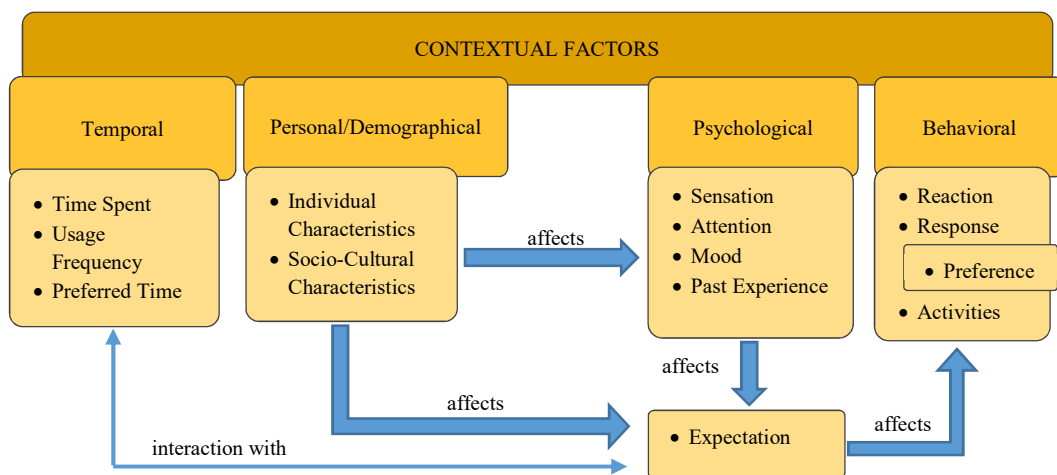 CONTEXTUAL FACTORS
Temporal
Personal/Demographical
Psychological
Behavioral
• Time Spent
• Usage
Frequency
• Preferred Time
• Individual
Characteristics
• Socio-Cultural
Characteristics
affects
• Sensation
• Attention
• Mood
• Past Experience
• Reaction
• Response
• Preference
• Activities
affects
affects
• Expectation
affects
interaction with